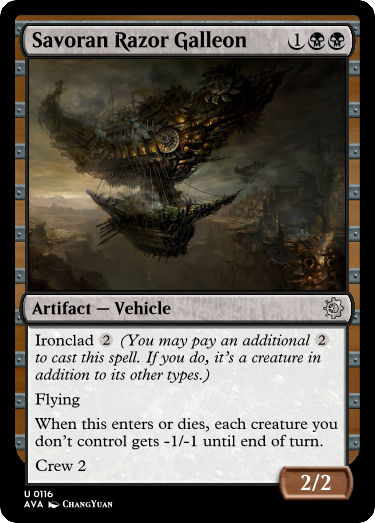 Savoran Razor Galleon 1
Artifact — Vehicle
Ironclad 2 (You may pay an additional 2
to cast this spell. If you do, it's a creature in
addition to its other types.)
Flying
When this enters or dies, each creature you
don't control gets -1/-1 until end of turn.
Crew 2
2/2
U 0116
AVA ChangYuan